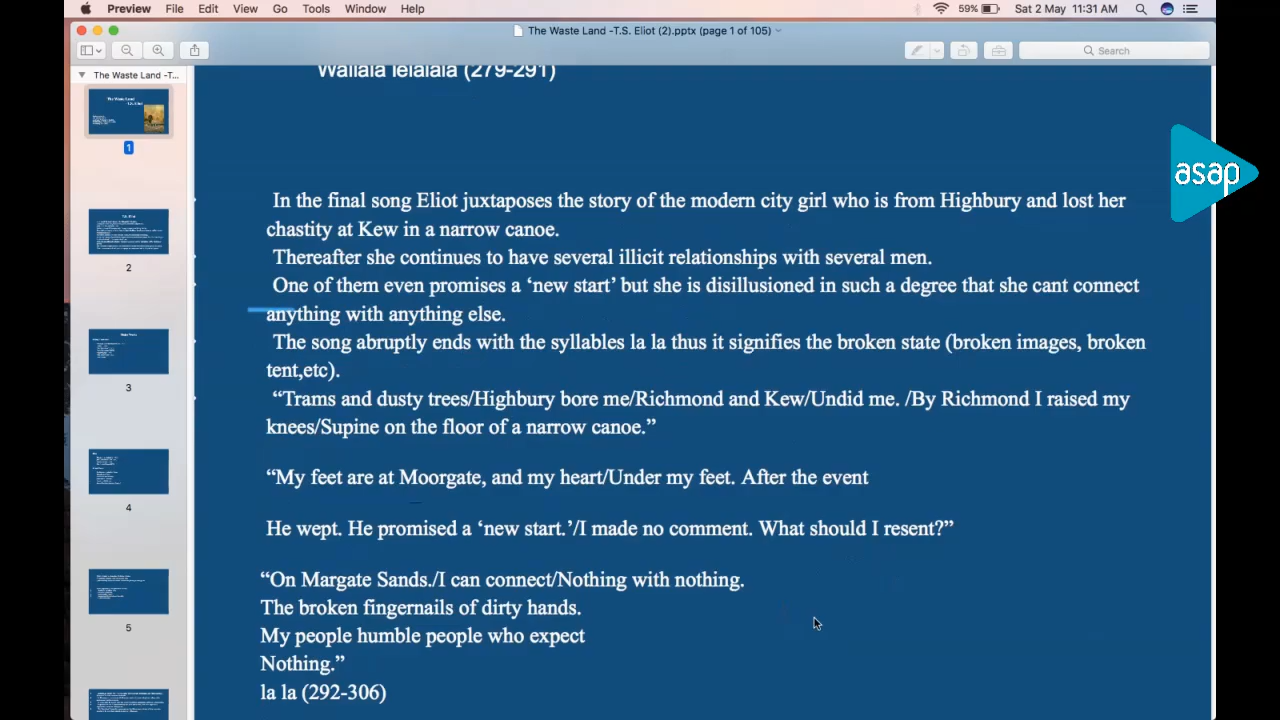 Preview File Edit View Go Tools Window Help 59% Sat 2 May 11:31 AM
The Waste Land -T.S. Eliot (2).pptx (page 1 of 105)
Search
The Waste Land -T...
Wallala leialala (279-291)
asap
In the final song Eliot juxtaposes the story of the modern city girl who is from Highbury and lost her
chastity at Kew in a narrow canoe.
Thereafter she continues to have several illicit relationships with several men.
One of them even promises a ‘new start’ but she is disillusioned in such a degree that she cant connect
anything with anything else.
The song abruptly ends with the syllables la la thus it signifies the broken state (broken images, broken
tent,etc).
“Trams and dusty trees/Highbury bore me/Richmond and Kew/Undid me. /By Richmond I raised my
knees/Supine on the floor of a narrow canoe.”
“My feet are at Moorgate, and my heart/Under my feet. After the event
He wept. He promised a ‘new start.’/I made no comment. What should I resent?”
“On Margate Sands./I can connect/Nothing with nothing.
The broken fingernails of dirty hands.
My people humble people who expect
Nothing.”
la la (292-306)
1
2
3
4
5